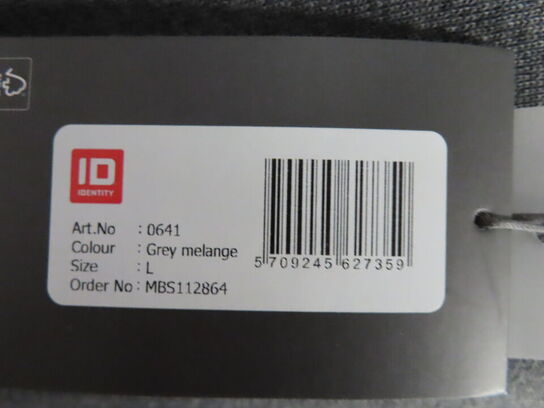 ID
IDENTITY
Art.No : 0641
Colour : Grey melange
Size : L
Order No : MBS112864
5 709245 627359